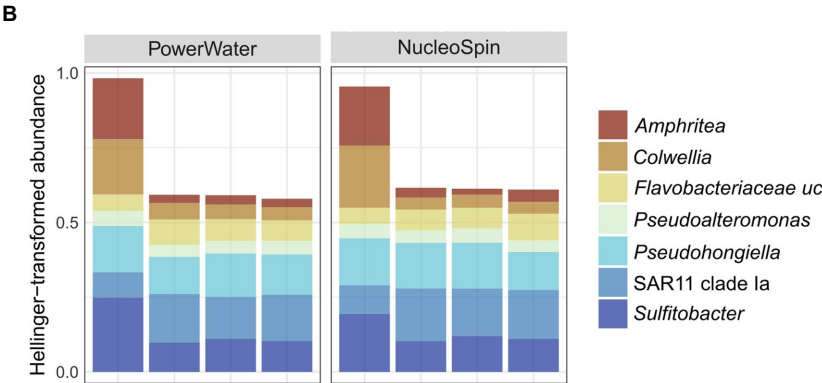 B
PowerWater
NucleoSpin
Hellinger−transformed abundance
1.0
0.5
0.0
Amphritea
Colwellia
Flavobacteriaceae uc
Pseudoalteromonas
Pseudohongiella
SAR11 clade Ia
Sulfitobacter